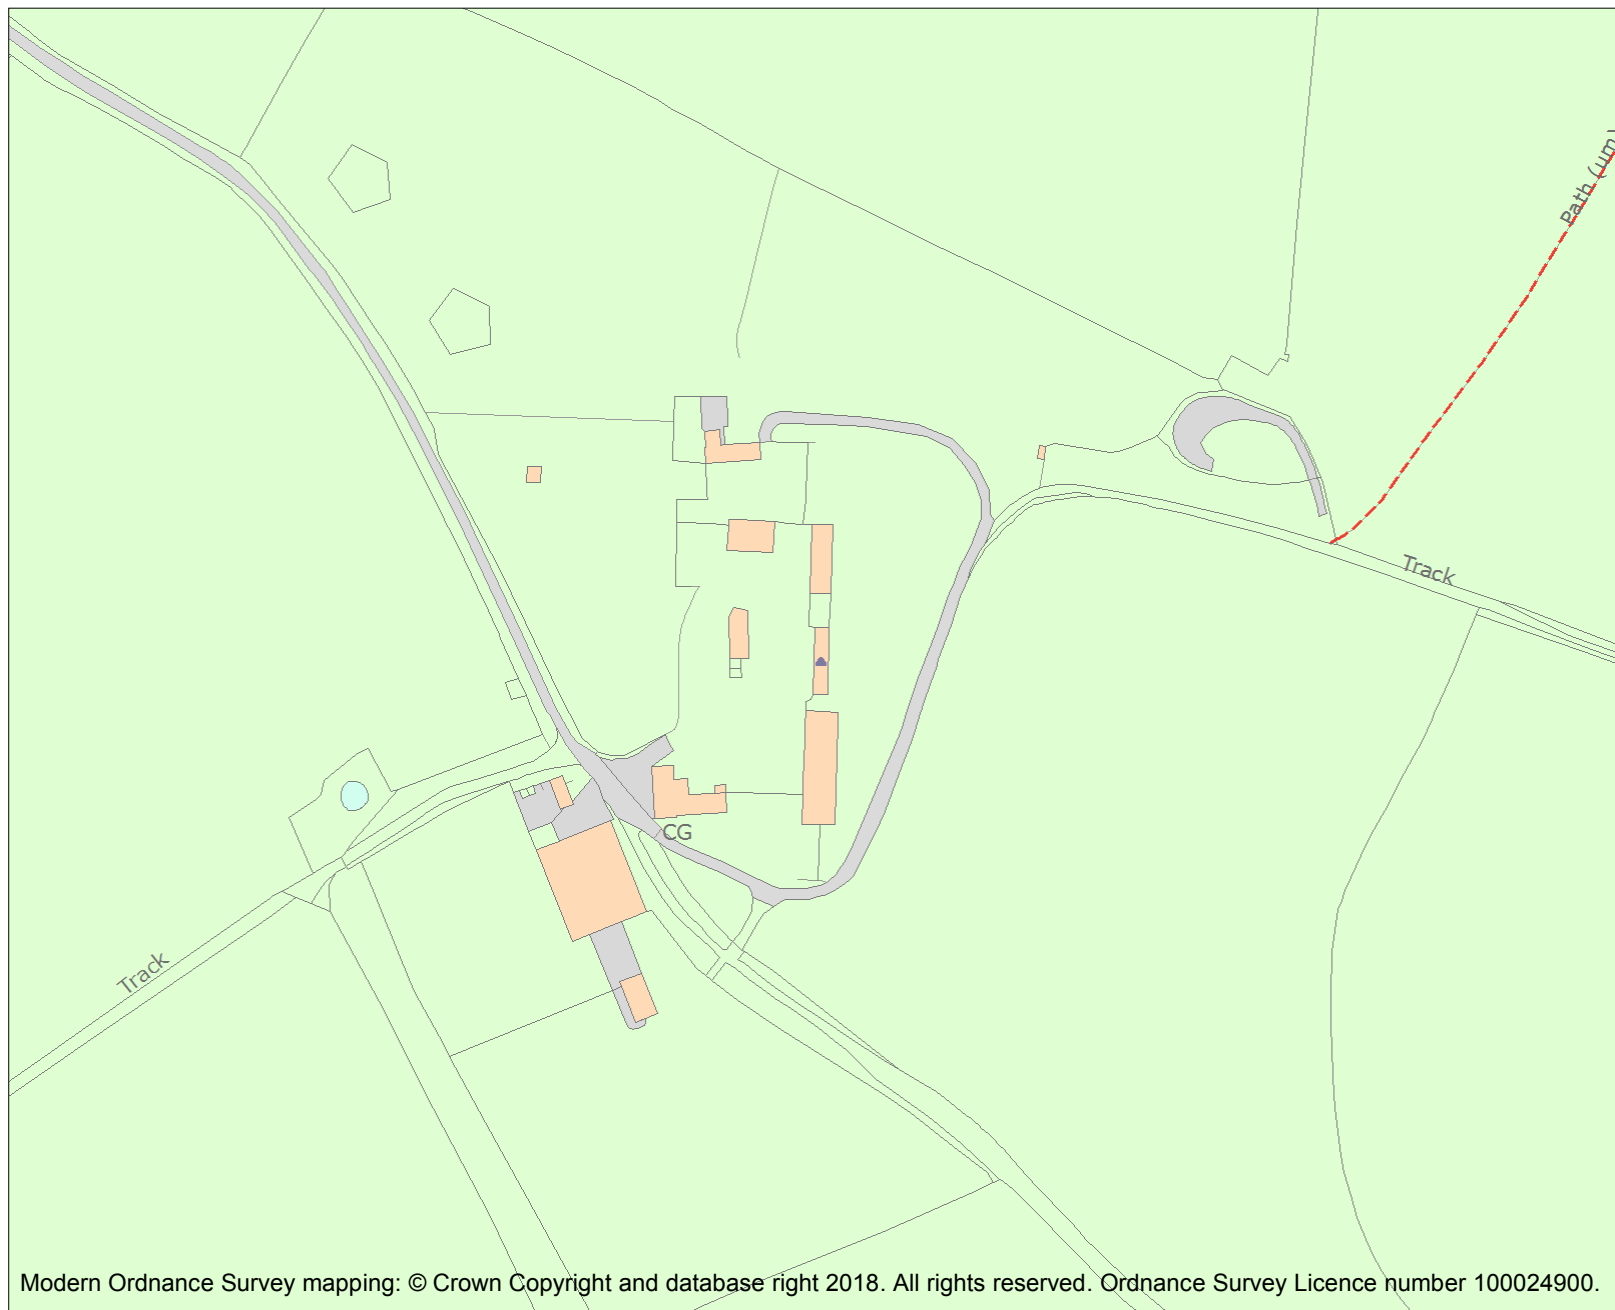 Path (um)
Track
CG
Track
Modern Ordnance Survey mapping: © Crown Copyright and database right 2018. All rights reserved. Ordnance Survey Licence number 100024900.